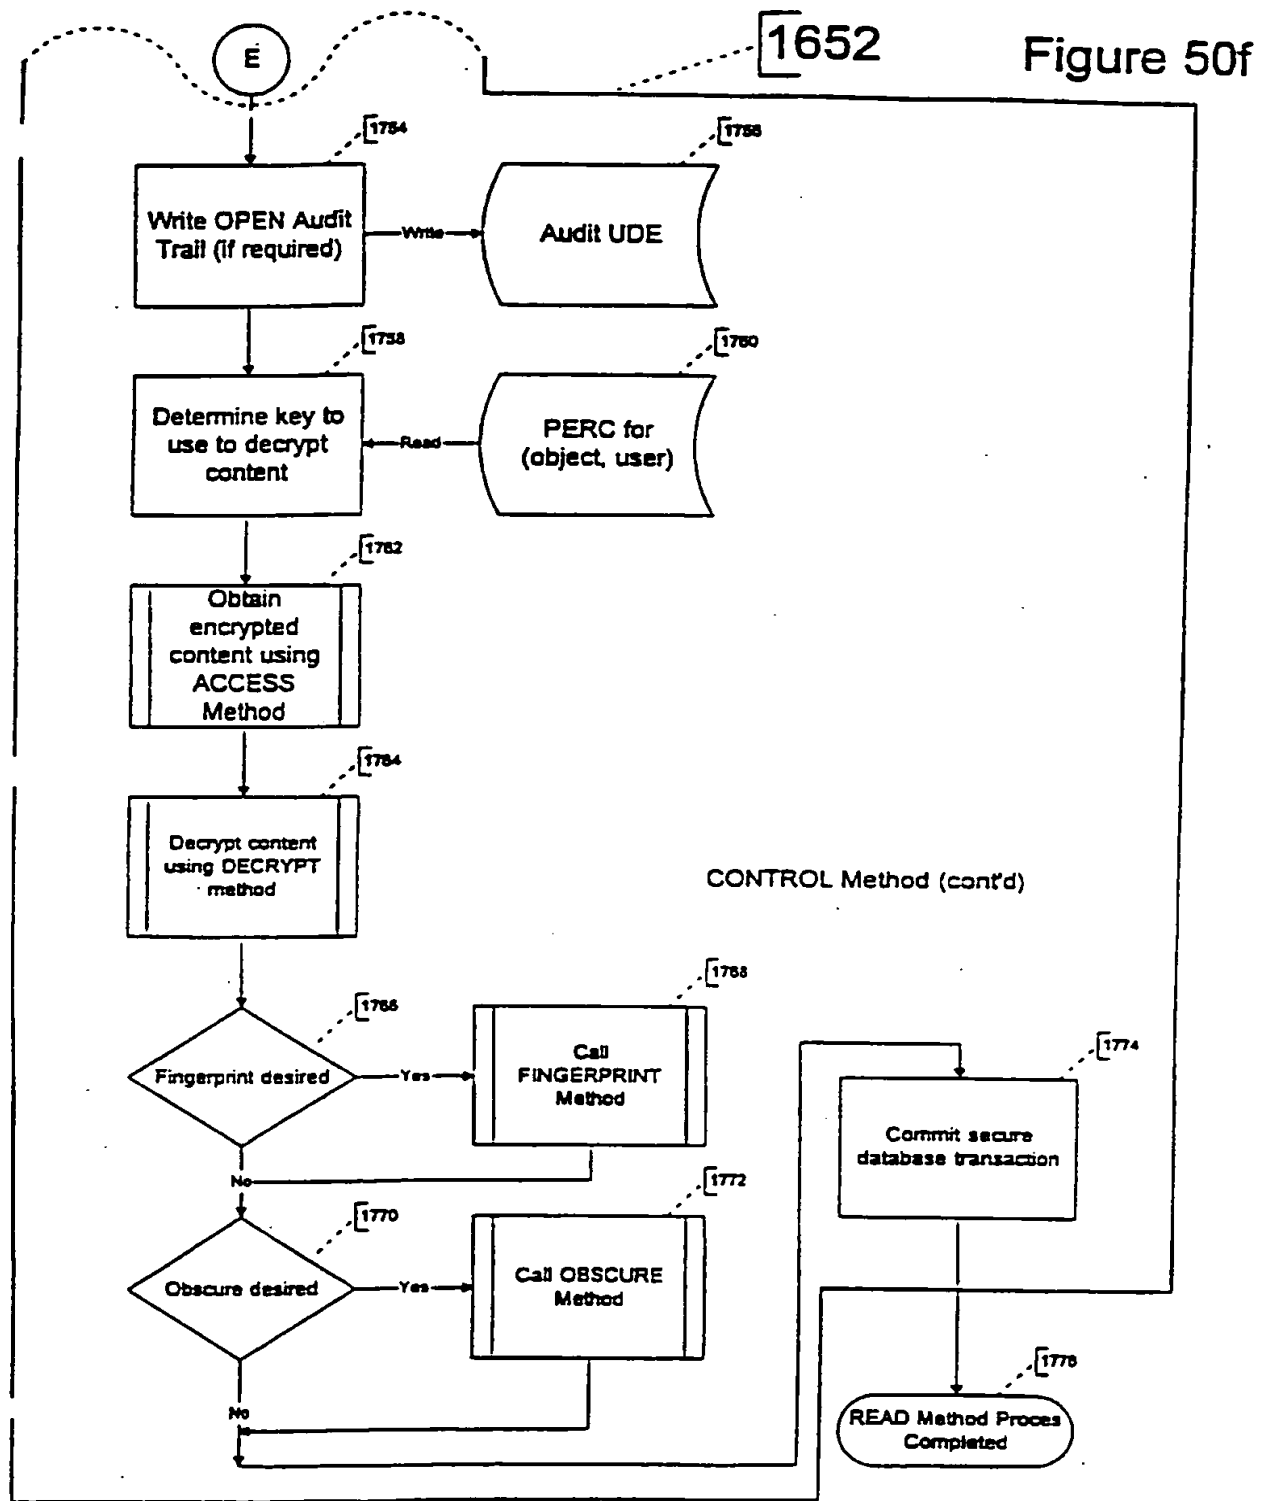 E
1652
Figure 50f
1754
1756
Write OPEN Audit
Trail (if required)
Write
Audit UDE
1758
1760
Determine key to
use to decrypt
content
Read
PERC for
(object, user)
1762
Obtain
encrypted
content using
ACCESS
Method
1764
Decrypt content
using DECRYPT
method
CONTROL Method (cont'd)
1766
1768
Fingerprint desired
Yes
Call
FINGERPRINT
Method
1774
Commit secure
database transaction
No
1770
1772
Obscure desired
Yes
Call OBSCURE
Method
No
1776
READ Method Proces
Completed